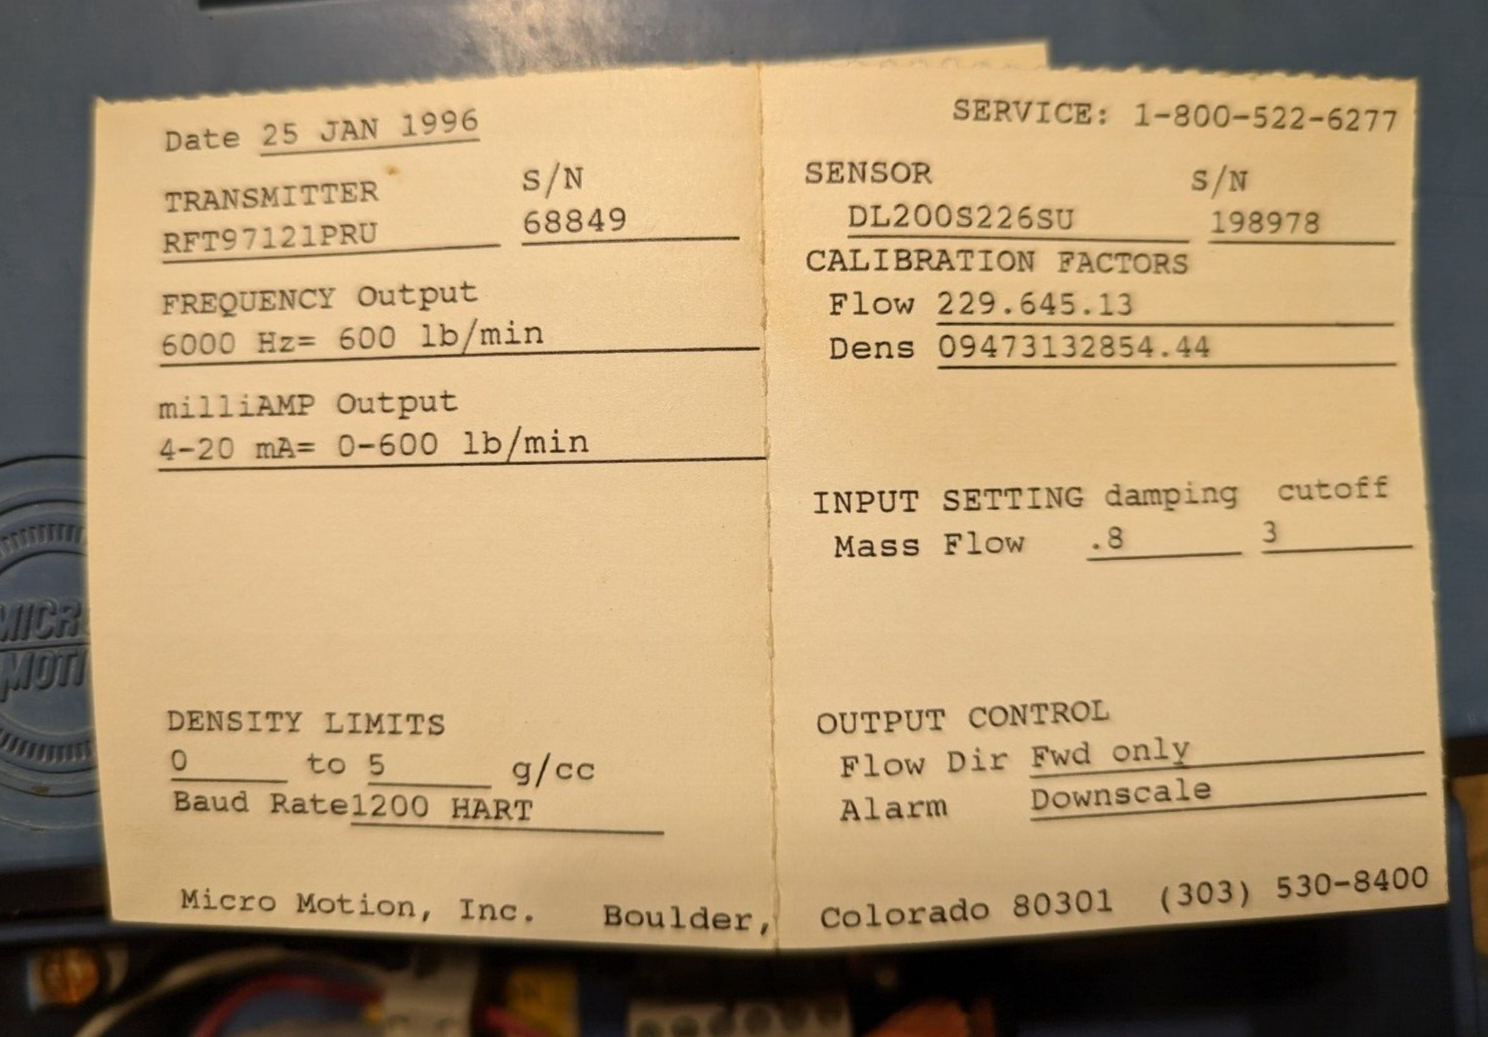 Date 25 JAN 1996
TRANSMITTER S/N
RFT97121PRU 68849
FREQUENCY Output
6000 Hz= 600 lb/min
milliAMP Output
4-20 mA= 0-600 lb/min
DENSITY LIMITS
0 to 5 g/cc
Baud Rate1200 HART
Micro Motion, Inc. Boulder,
SERVICE: 1-800-522-6277
SENSOR S/N
DL200S226SU 198978
CALIBRATION FACTORS
Flow 229.645.13
Dens 09473132854.44
INPUT SETTING damping cutoff
Mass Flow .8 3
OUTPUT CONTROL
Flow Dir Fwd only
Alarm Downscale
Colorado 80301 (303) 530-8400